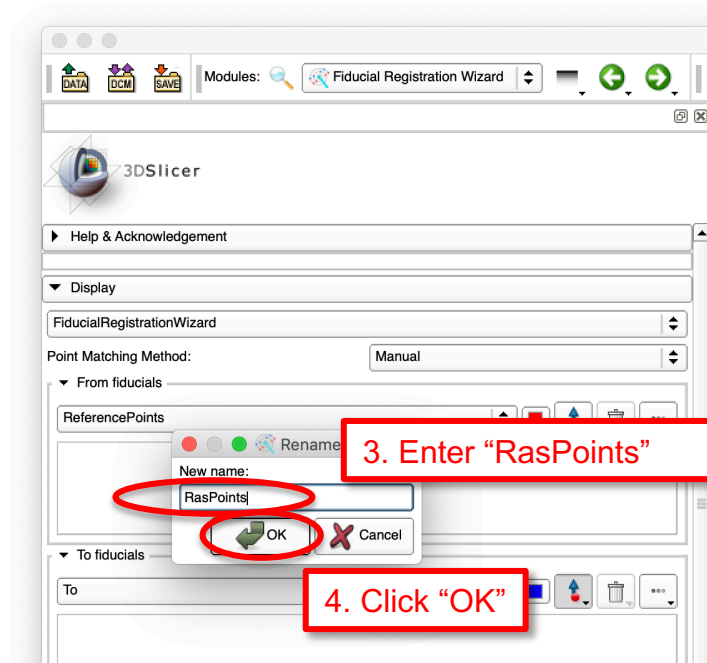 DATA DCM SAVE Modules: Fiducial Registration Wizard
3DSlicer
Help & Acknowledgement
Display
FiducialRegistrationWizard
Point Matching Method: Manual
From fiducials
ReferencePoints
Rename
3. Enter “RasPoints”
New name:
RasPoints
OK Cancel
To fiducials
To
4. Click “OK”